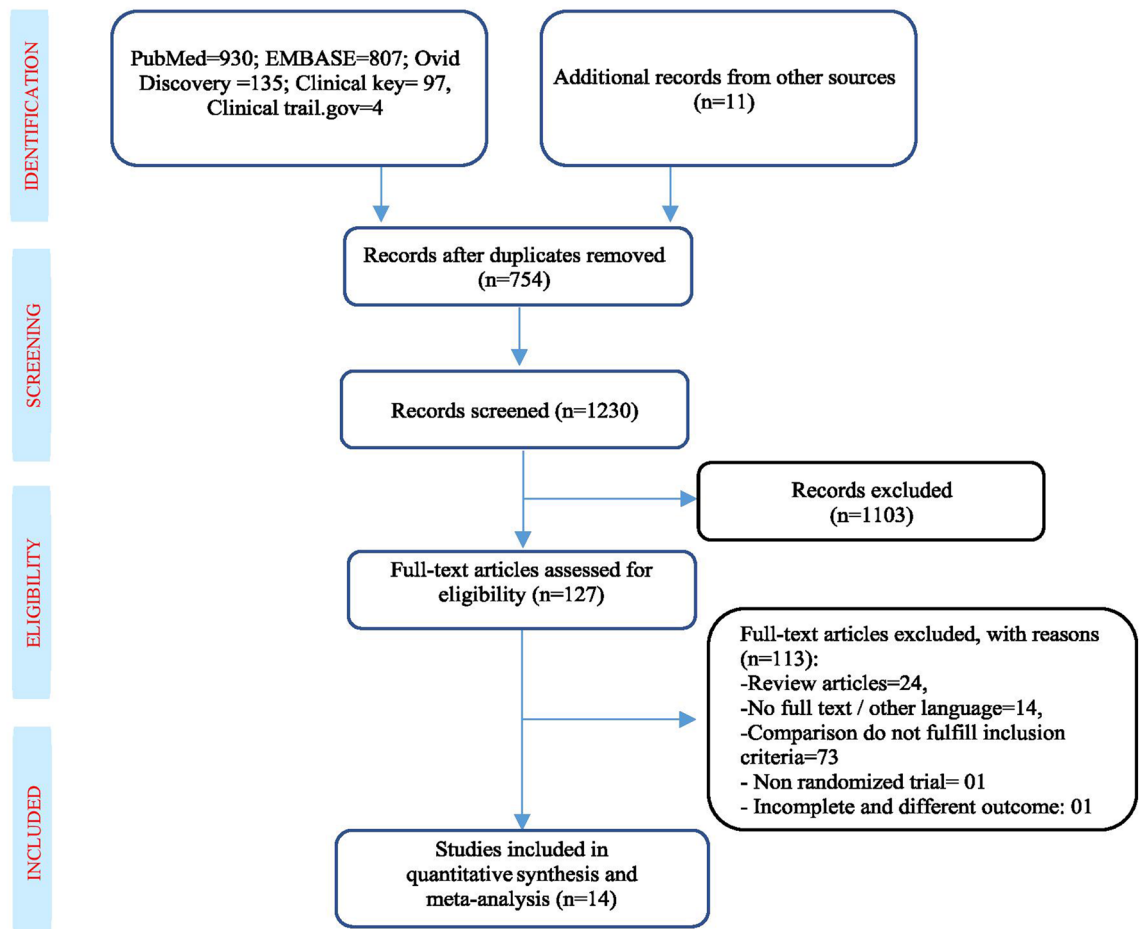 IDENTIFICATION
PubMed=930; EMBASE=807; Ovid
Discovery =135; Clinical key= 97,
Clinical trail.gov=4
Additional records from other sources
(n=11)
SCREENING
Records after duplicates removed
(n=754)
Records screened (n=1230)
Records excluded
(n=1103)
ELIGIBILITY
Full-text articles assessed for
eligibility (n=127)
Full-text articles excluded, with reasons
(n=113):
-Review articles=24,
-No full text / other language=14,
-Comparison do not fulfill inclusion
criteria=73
- Non randomized trial= 01
- Incomplete and different outcome: 01
INCLUDED
Studies included in
quantitative synthesis and
meta-analysis (n=14)